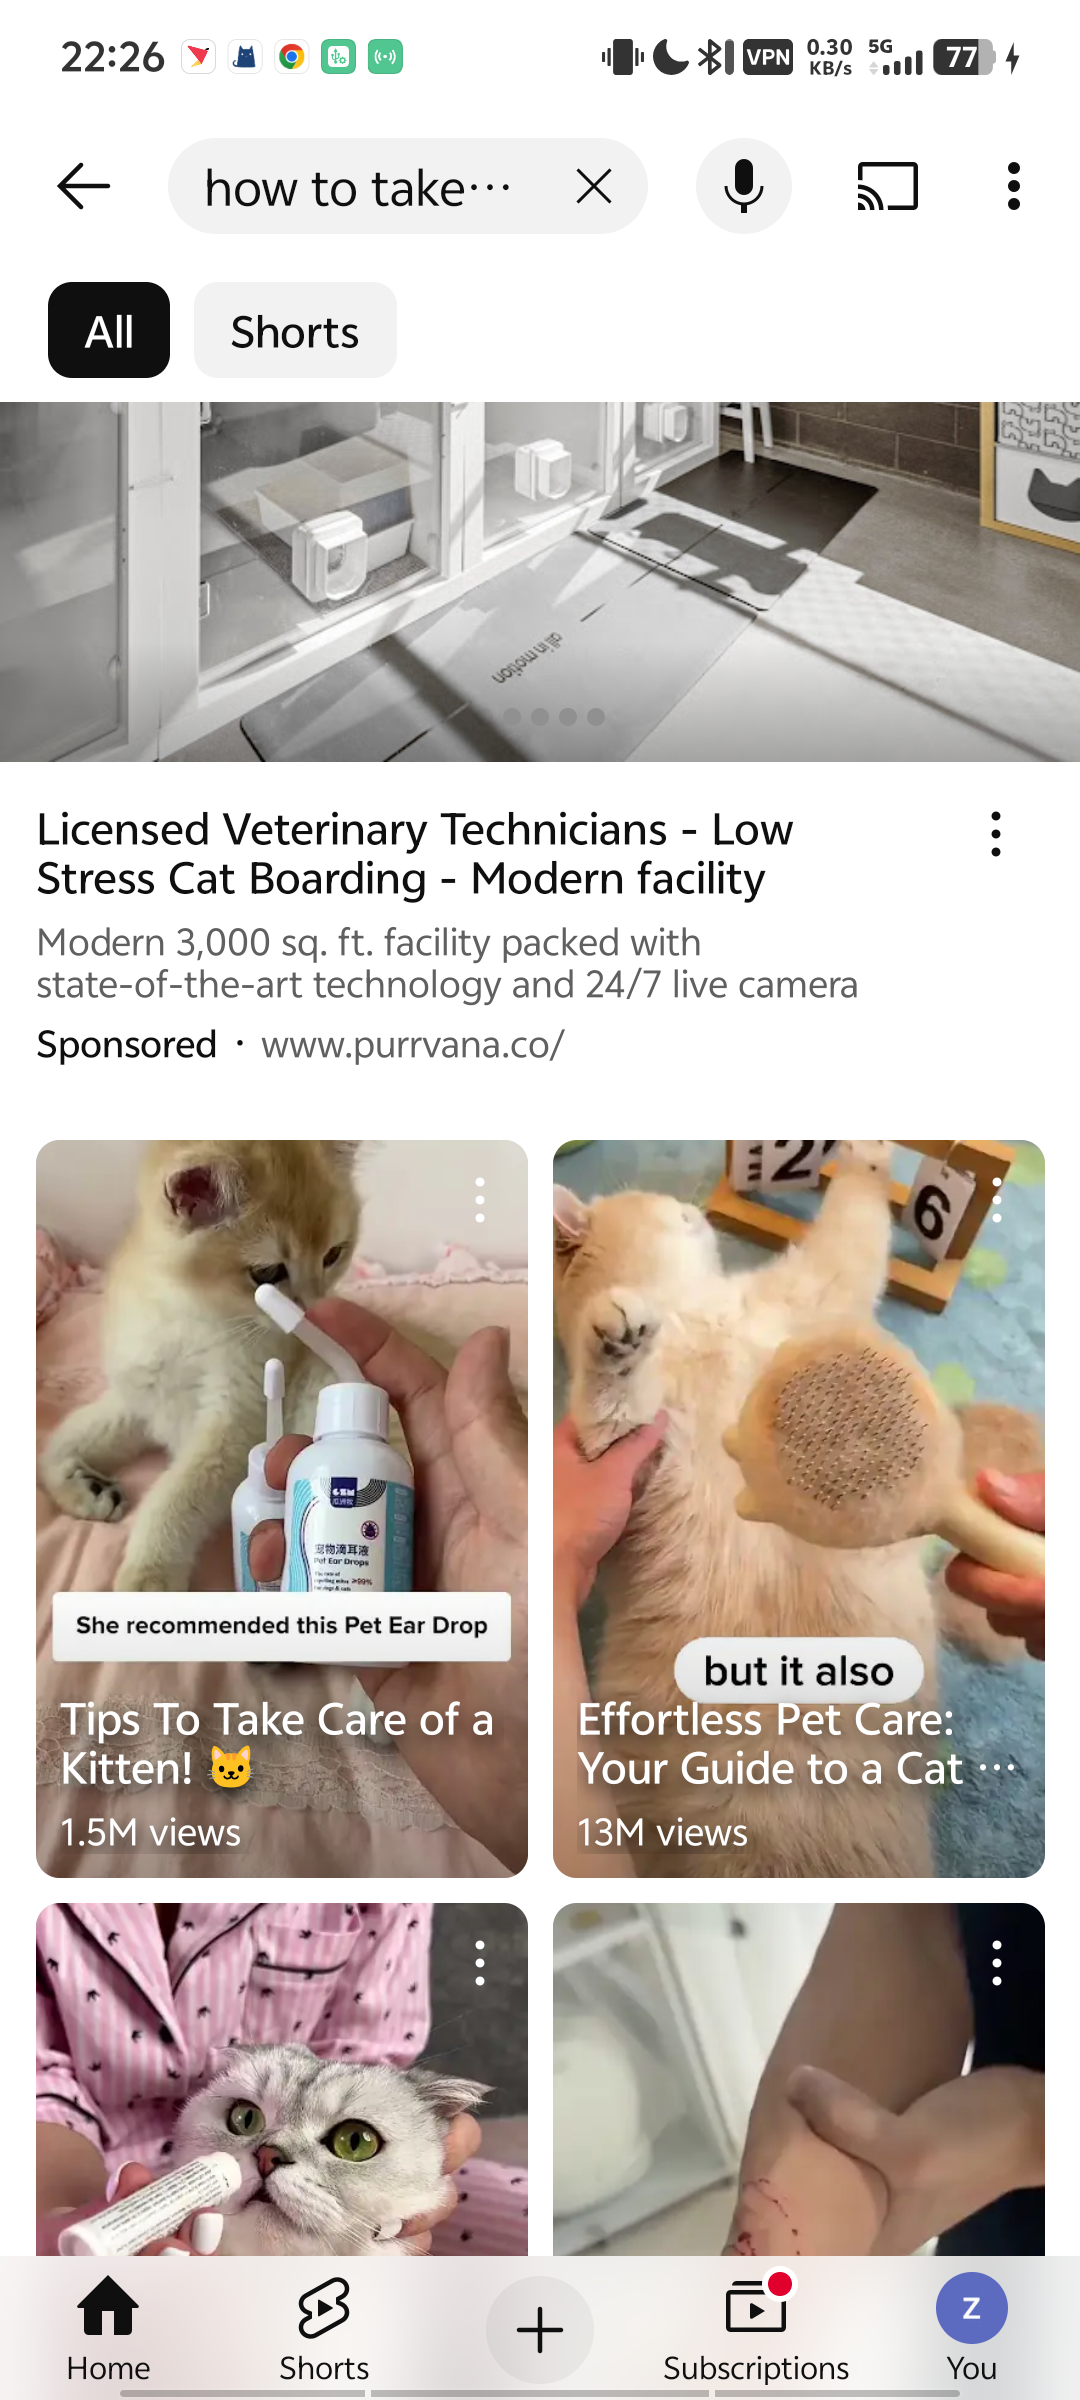 22:26
VPN
0.30
KB/s
5G
77
how to take···
All
Shorts
all in motion
Licensed Veterinary Technicians - Low
Stress Cat Boarding - Modern facility
Modern 3,000 sq. ft. facility packed with
state-of-the-art technology and 24/7 live camera
Sponsored · www.purrvana.co/
宠物滴耳液
Pet Ear Drops
≥99%
She recommended this Pet Ear Drop
Tips To Take Care of a
Kitten! 🐱
1.5M views
2
6
but it also
Effortless Pet Care:
Your Guide to a Cat ···
13M views
Home
Shorts
Subscriptions
Z
You